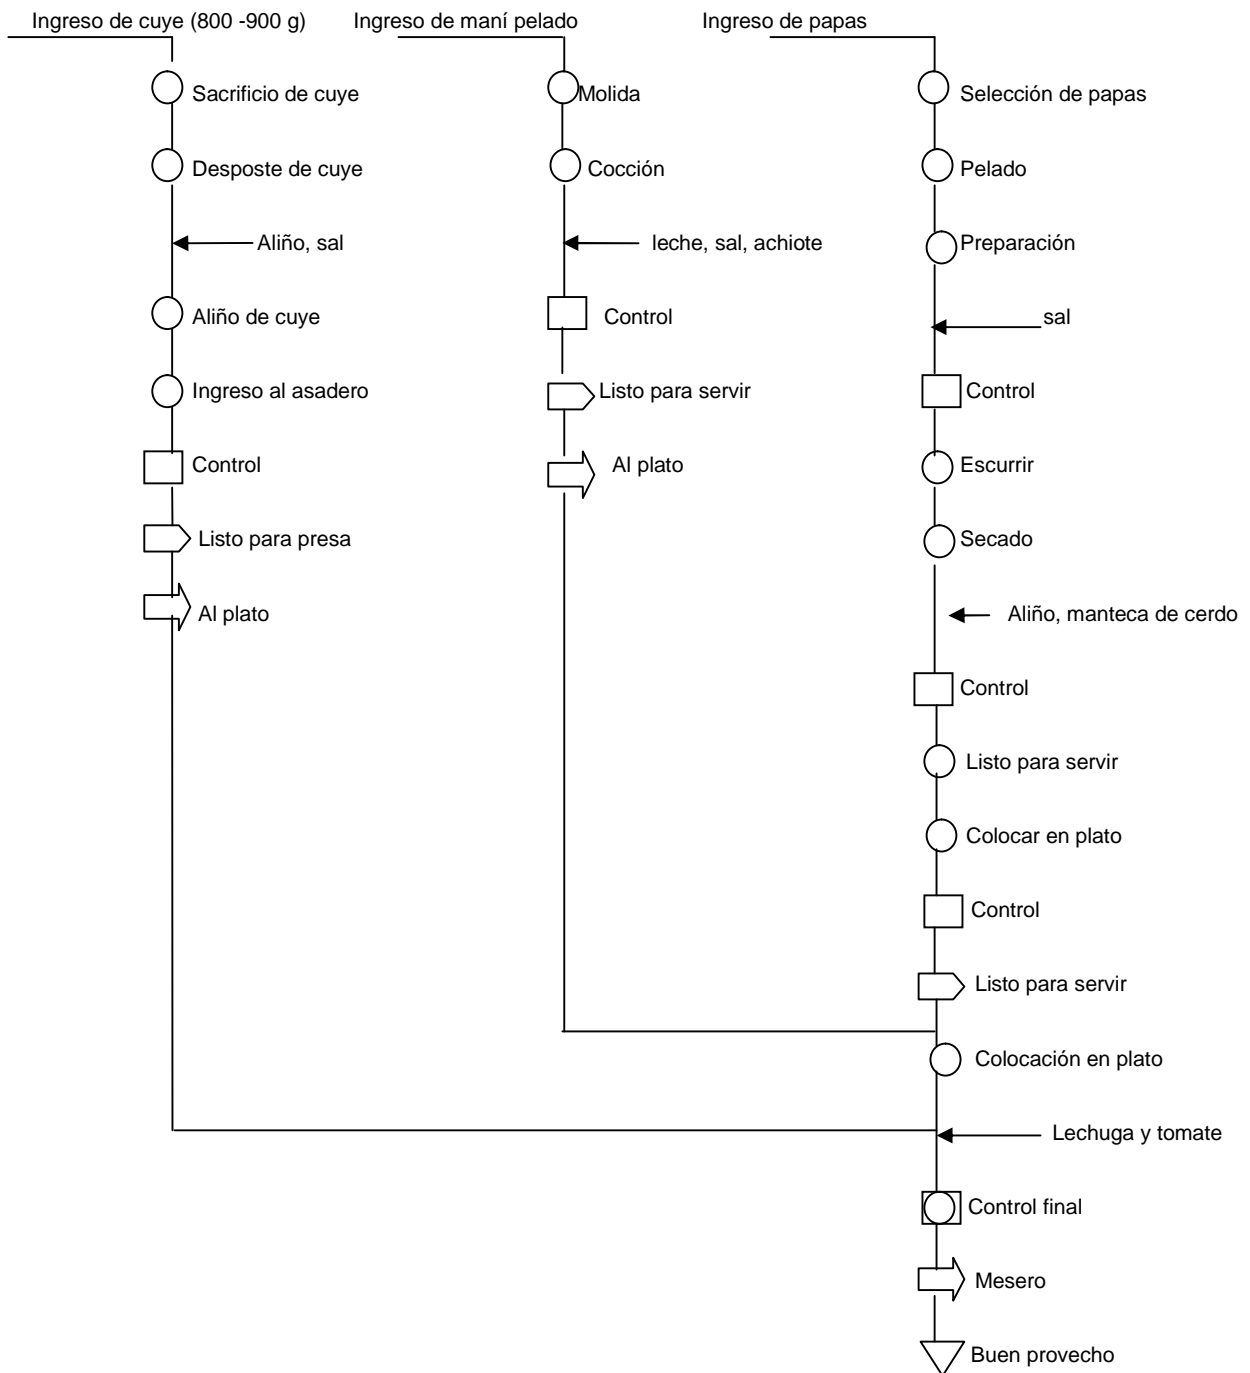 Ingreso de cuye (800 -900 g)
Sacrificio de cuye
Desposte de cuye
Aliño, sal
Aliño de cuye
Ingreso al asadero
Control
Listo para presa
Al plato
Ingreso de maní pelado
Molida
Cocción
leche, sal, achiote
Control
Listo para servir
Al plato
Ingreso de papas
Selección de papas
Pelado
Preparación
sal
Control
Escurrir
Secado
Aliño, manteca de cerdo
Control
Listo para servir
Colocar en plato
Control
Listo para servir
Colocación en plato
Lechuga y tomate
Control final
Mesero
Buen provecho